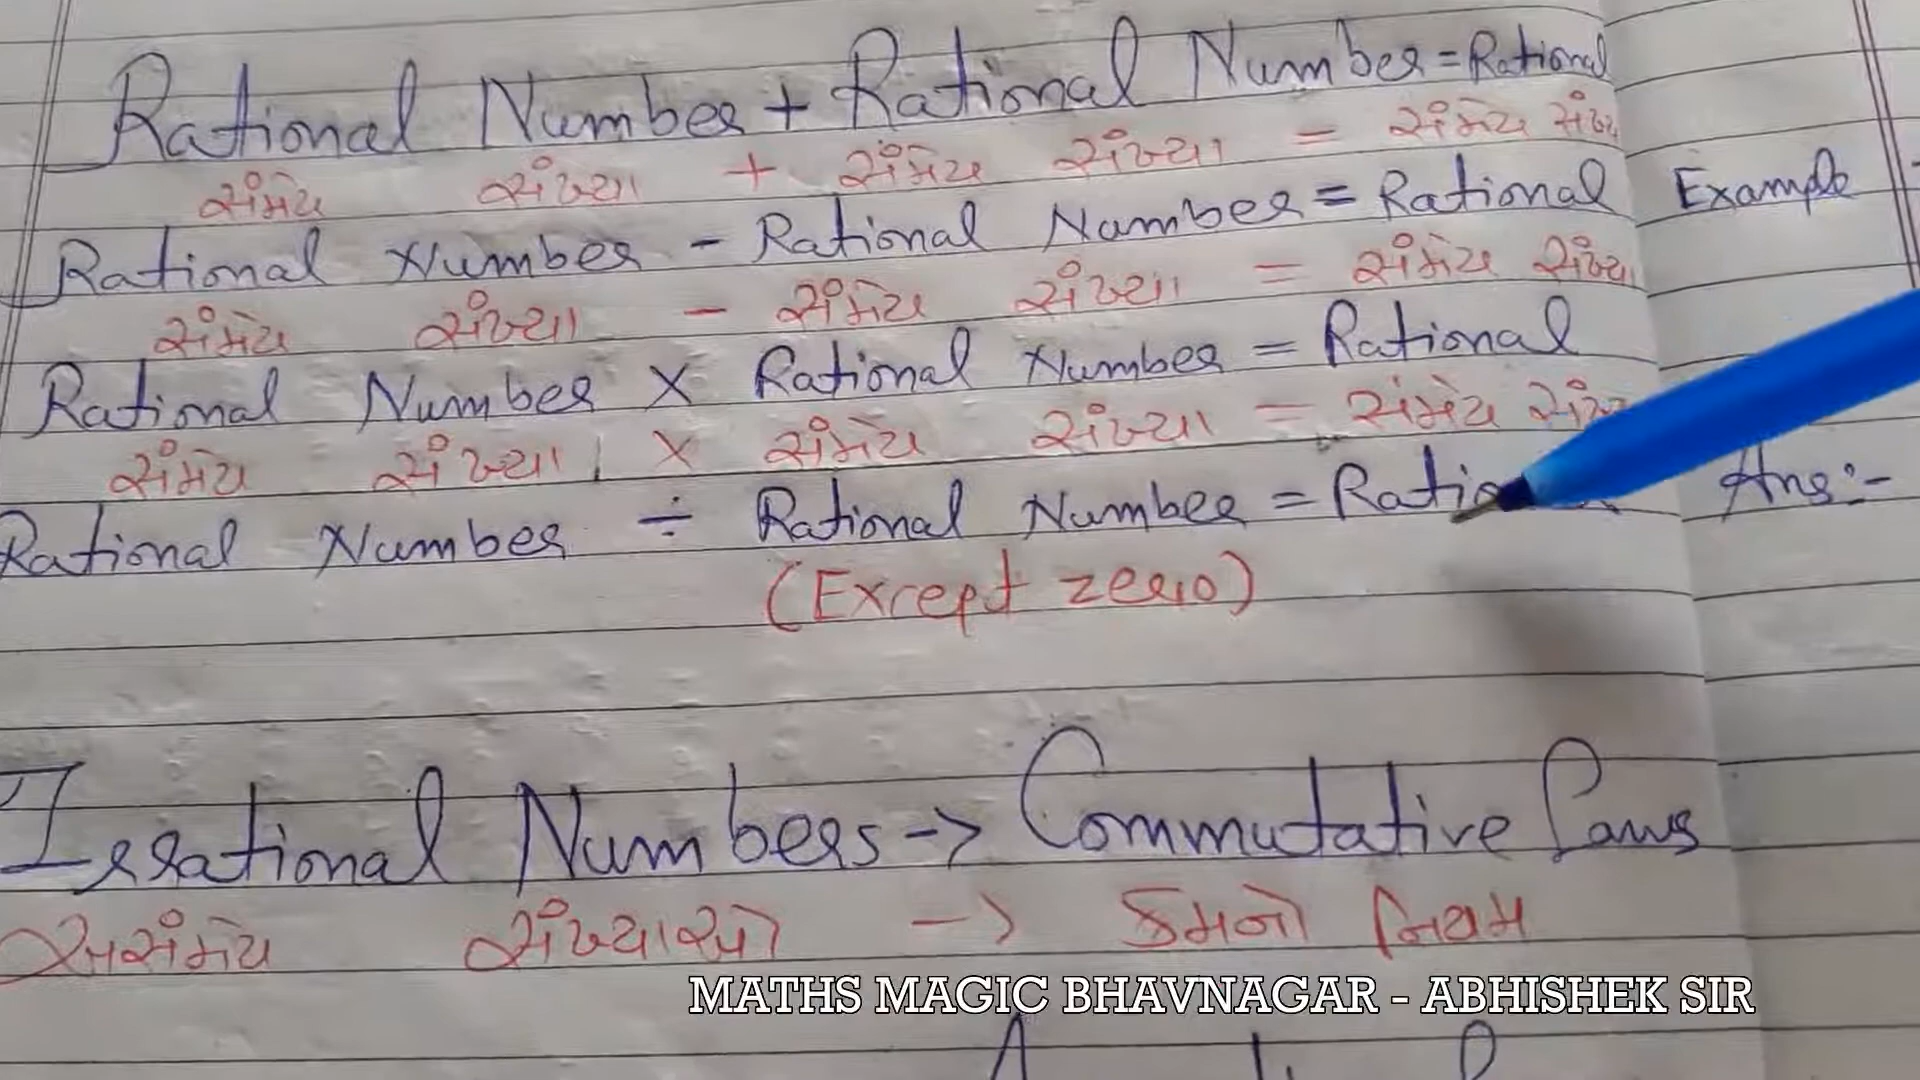 Rational Number + Rational Number = Rational
સંમેય સંખ્યા + સંમેય સંખ્યા = સંમેય
Rational Number - Rational Number = Rational Example
સંમેય સંખ્યા - સંમેય સંખ્યા = સંમેય સંખ્યા
Rational Number × Rational Number = Rational
સંમેય સંખ્યા × સંમેય સંખ્યા = સંમેય
Rational Number ÷ Rational Number = Ans:-
(Except zero)
Irrational Numbers -> Commutative Laws
અસંમેય સંખ્યાઓ -> ક્રમનો નિયમ
MATHS MAGIC BHAVNAGAR - ABHISHEK SIR